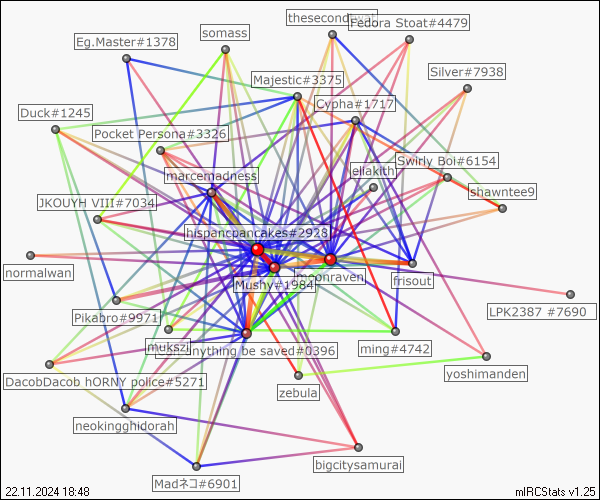 thesecond
Fedora Stoat#4479
somass
Eg.Master#1378
Majestic#3375
Silver#7938
Cypha#1717
Duck#1245
Pocket Persona#3326
Swirly Boi#6154
ellakith
marcemadness
shawntee9
JKOUYH VIII#7034
hispancpancakes#2928
normalwan
Mushy#1984
moonraven
frisout
LPK2387 #7690
Pikabro#9971
mukszi
anything be saved#0396
ming#4742
DacobDacob hORNY police#5271
yoshimanden
zebula
neokingghidorah
bigcitysamurai
Madネコ#6901
22.11.2024 18:48
mIRCStats v1.25